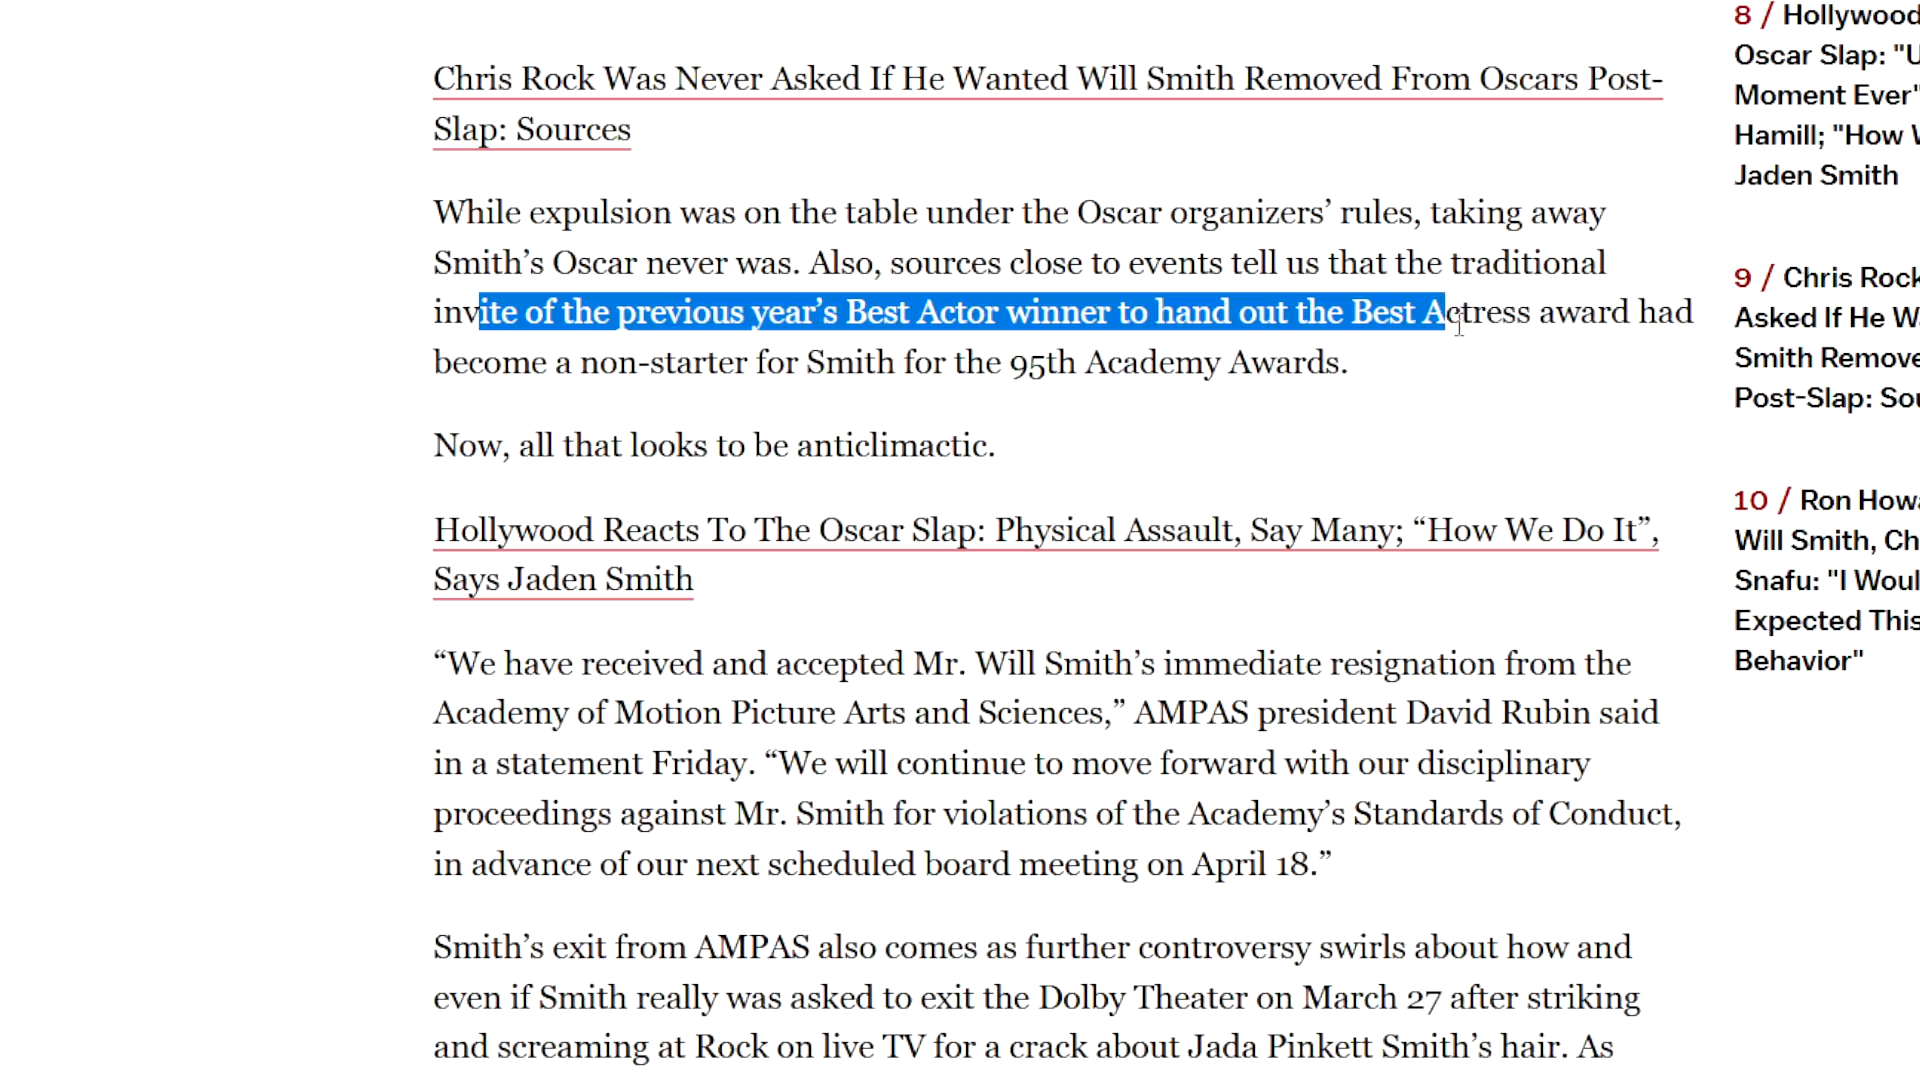 Chris Rock Was Never Asked If He Wanted Will Smith Removed From Oscars Post-
Slap: Sources
While expulsion was on the table under the Oscar organizers’ rules, taking away
Smith’s Oscar never was. Also, sources close to events tell us that the traditional
invite of the previous year’s Best Actor winner to hand out the Best Actress award had
become a non-starter for Smith for the 95th Academy Awards.
Now, all that looks to be anticlimactic.
Hollywood Reacts To The Oscar Slap: Physical Assault, Say Many; “How We Do It”,
Says Jaden Smith
“We have received and accepted Mr. Will Smith’s immediate resignation from the
Academy of Motion Picture Arts and Sciences,” AMPAS president David Rubin said
in a statement Friday. “We will continue to move forward with our disciplinary
proceedings against Mr. Smith for violations of the Academy’s Standards of Conduct,
in advance of our next scheduled board meeting on April 18.”
Smith’s exit from AMPAS also comes as further controversy swirls about how and
even if Smith really was asked to exit the Dolby Theater on March 27 after striking
and screaming at Rock on live TV for a crack about Jada Pinkett Smith’s hair. As
8 / Hollywood
Oscar Slap: "U
Moment Ever"
Hamill; "How
Jaden Smith
9 / Chris Rock
Asked If He W
Smith Remove
Post-Slap: Sou
10 / Ron Howa
Will Smith, Ch
Snafu: "I Woul
Expected This
Behavior"